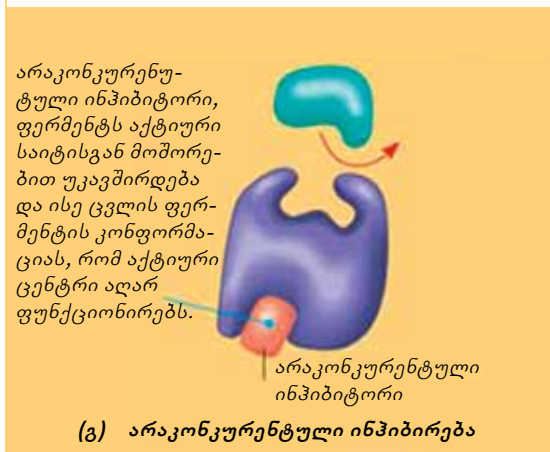 არაკონკურენუ-
ტული ინჰიბიტორი,
ფერმენტს აქტიური
საიტისგან მოშორე-
ბით უკავშირდება
და ისე ცვლის ფერ-
მენტის კონფორმა-
ციას, რომ აქტიური
ცენტრი აღარ
ფუნქციონირებს.
არაკონკურენტული
ინჰიბიტორი
(გ) არაკონკურენტული ინჰიბირება